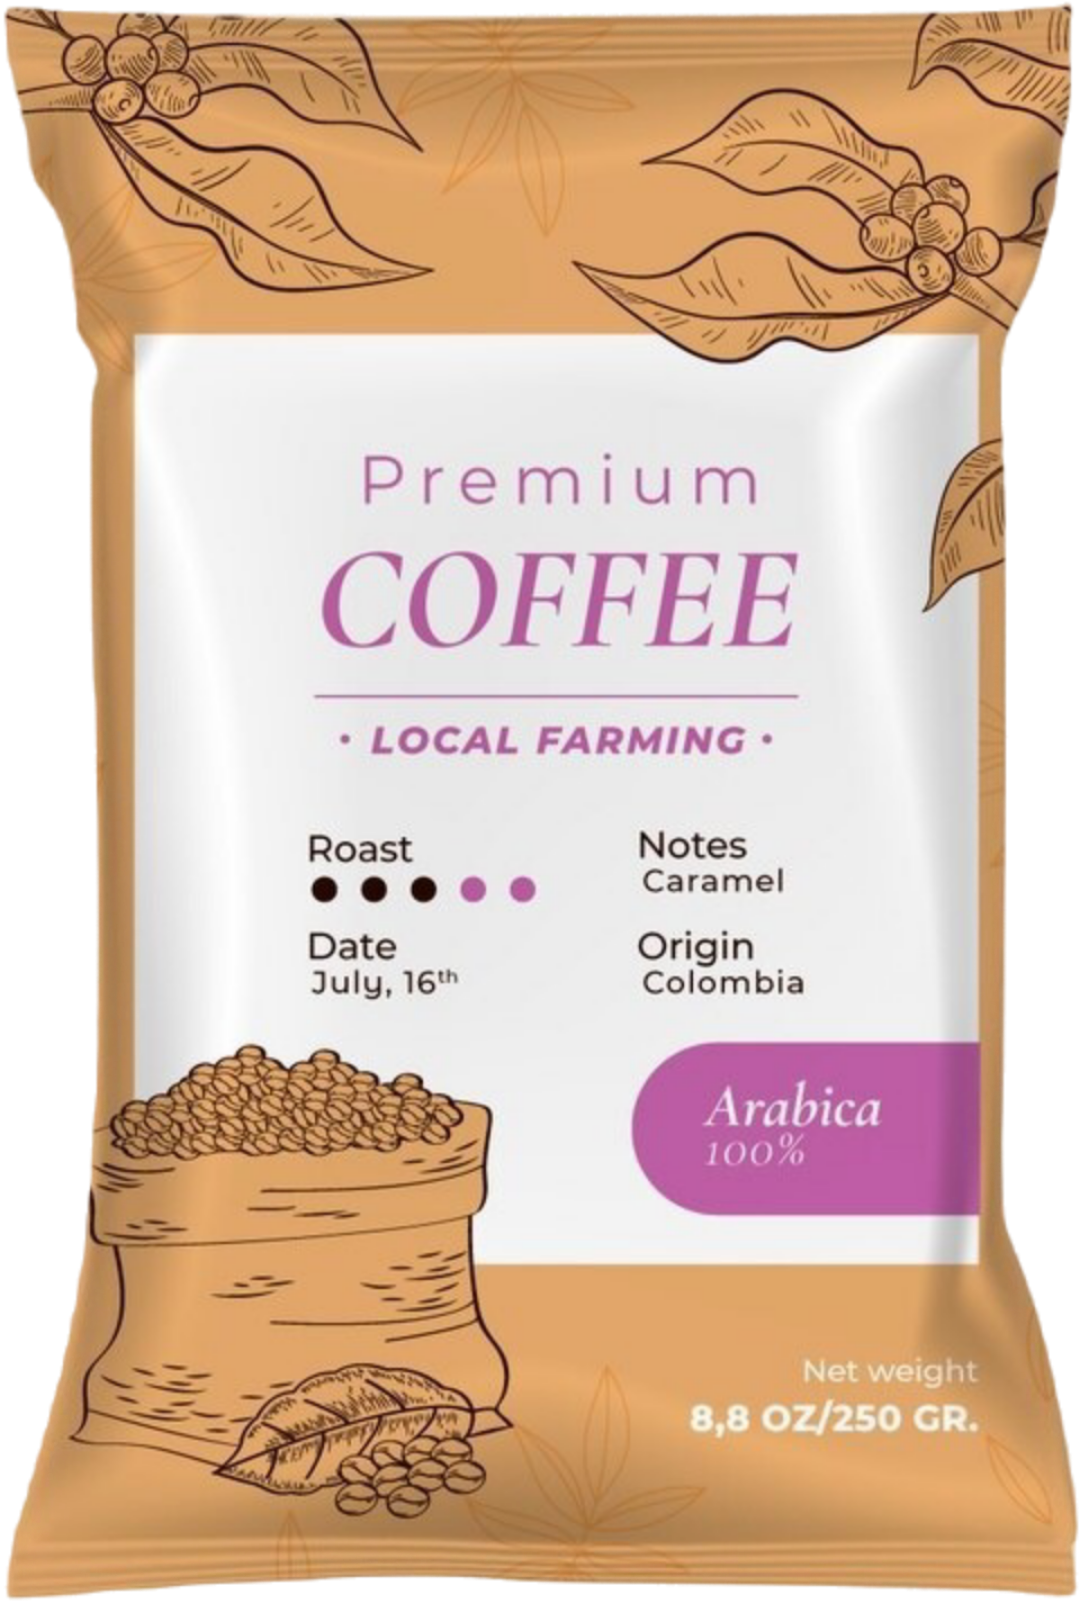 Premium
COFFEE
• LOCAL FARMING •
Roast
Date
July, 16th
Notes
Caramel
Origin
Colombia
Arabica
100%
Net weight
8,8 OZ/250 GR.